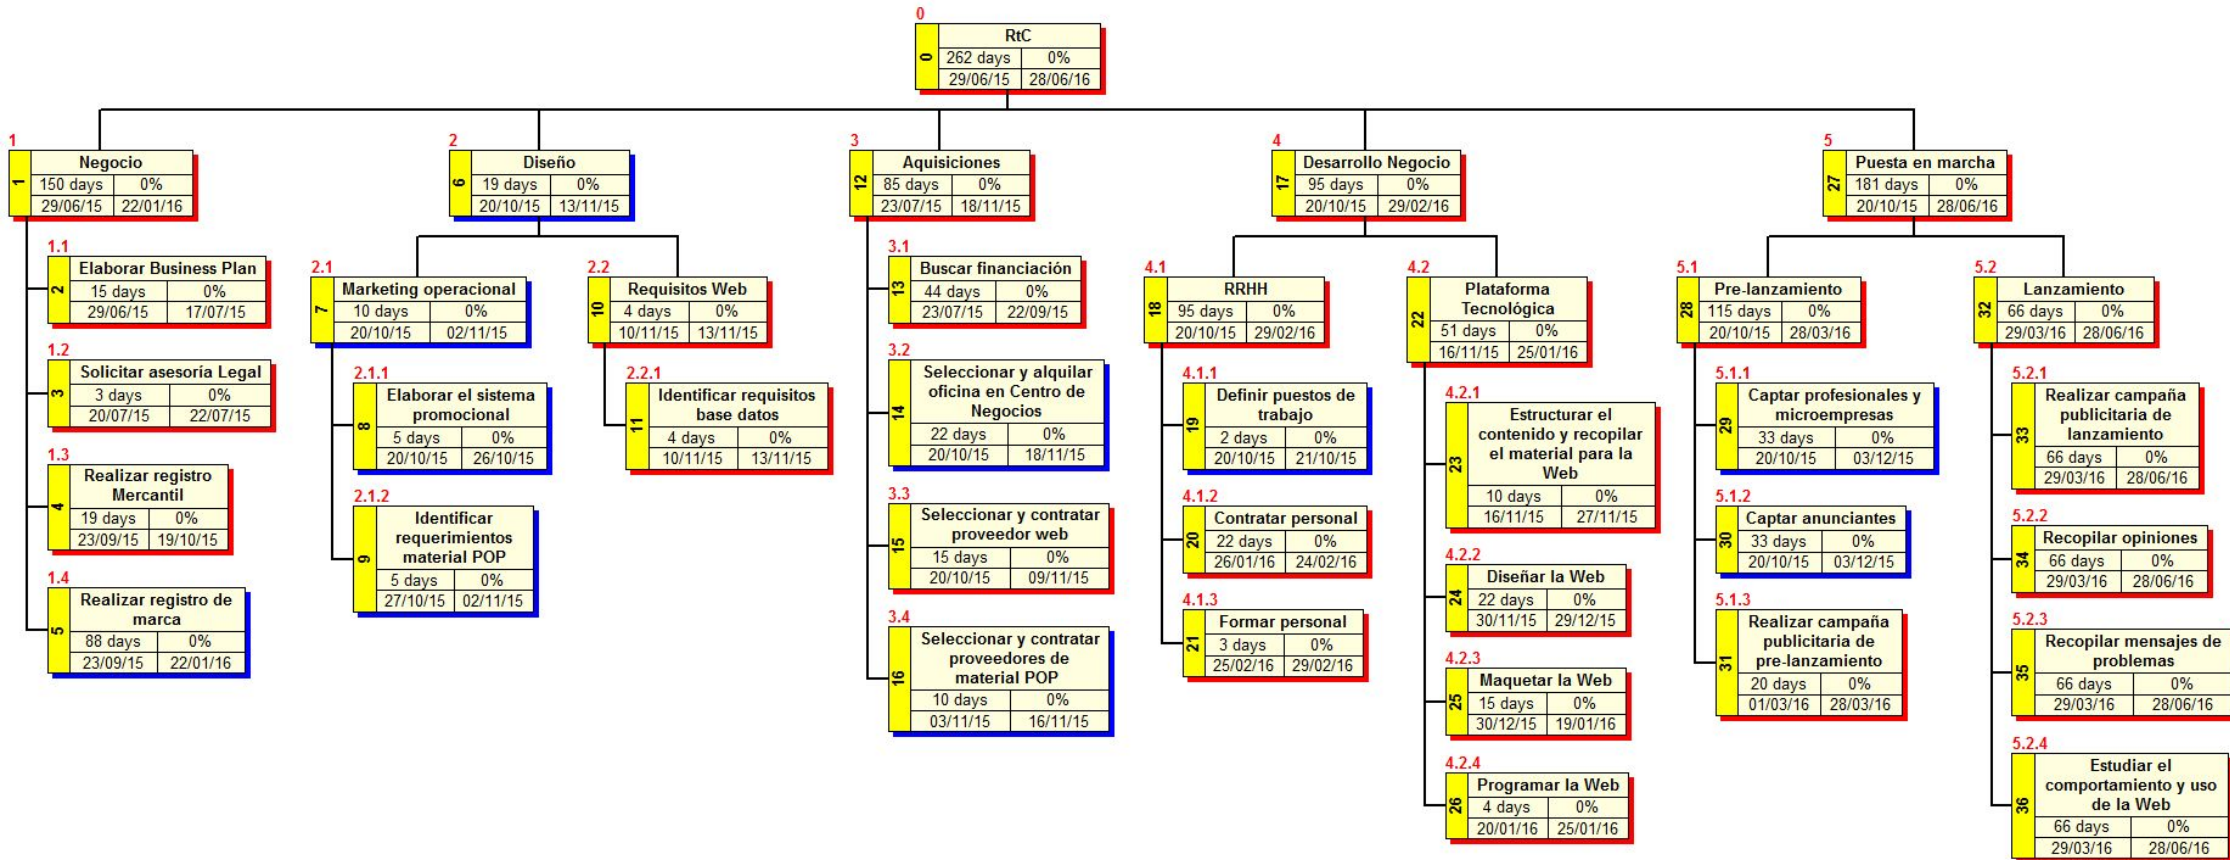 0
RtC
0
262 days 0%
29/06/15 28/06/16
1
Negocio
1
150 days 0%
29/06/15 22/01/16
2
Diseño
6
19 days 0%
20/10/15 13/11/15
3
Aquisiciones
12
85 days 0%
23/07/15 18/11/15
4
Desarrollo Negocio
17
95 days 0%
20/10/15 29/02/16
5
Puesta en marcha
27
181 days 0%
20/10/15 28/06/16
1.1
Elaborar Business Plan
2
15 days 0%
29/06/15 17/07/15
1.2
Solicitar asesoría Legal
3
3 days 0%
20/07/15 22/07/15
1.3
Realizar registro
Mercantil
4
19 days 0%
23/09/15 19/10/15
1.4
Realizar registro de
marca
5
88 days 0%
23/09/15 22/01/16
2.1
Marketing operacional
7
10 days 0%
20/10/15 02/11/15
2.1.1
Elaborar el sistema
promocional
8
5 days 0%
20/10/15 26/10/15
2.1.2
Identificar
requerimientos
material POP
9
5 days 0%
27/10/15 02/11/15
2.2
Requisitos Web
10
4 days 0%
10/11/15 13/11/15
2.2.1
Identificar requisitos
base datos
11
4 days 0%
10/11/15 13/11/15
3.1
Buscar financiación
13
44 days 0%
23/07/15 22/09/15
3.2
Seleccionar y alquilar
oficina en Centro de
Negocios
14
22 days 0%
20/10/15 18/11/15
3.3
Seleccionar y contratar
proveedor web
15
15 days 0%
20/10/15 09/11/15
3.4
Seleccionar y contratar
proveedores de
material POP
16
10 days 0%
03/11/15 16/11/15
4.1
RRHH
18
95 days 0%
20/10/15 29/02/16
4.1.1
Definir puestos de
trabajo
19
2 days 0%
20/10/15 21/10/15
4.1.2
Contratar personal
20
22 days 0%
26/01/16 24/02/16
4.1.3
Formar personal
21
3 days 0%
25/02/16 29/02/16
4.2
Plataforma
Tecnológica
22
51 days 0%
16/11/15 25/01/16
4.2.1
Estructurar el
contenido y recopilar
el material para la
Web
23
10 days 0%
16/11/15 27/11/15
4.2.2
Diseñar la Web
24
22 days 0%
30/11/15 29/12/15
4.2.3
Maquetar la Web
25
15 days 0%
30/12/15 19/01/16
4.2.4
Programar la Web
26
4 days 0%
20/01/16 25/01/16
5.1
Pre-lanzamiento
28
115 days 0%
20/10/15 28/03/16
5.1.1
Captar profesionales y
microempresas
29
33 days 0%
20/10/15 03/12/15
5.1.2
Captar anunciantes
30
33 days 0%
20/10/15 03/12/15
5.1.3
Realizar campaña
publicitaria de
pre-lanzamiento
31
20 days 0%
01/03/16 28/03/16
5.2
Lanzamiento
32
66 days 0%
29/03/16 28/06/16
5.2.1
Realizar campaña
publicitaria de
lanzamiento
33
66 days 0%
29/03/16 28/06/16
5.2.2
Recopilar opiniones
34
66 days 0%
29/03/16 28/06/16
5.2.3
Recopilar mensajes de
problemas
35
66 days 0%
29/03/16 28/06/16
5.2.4
Estudiar el
comportamiento y uso
de la Web
36
66 days 0%
29/03/16 28/06/16